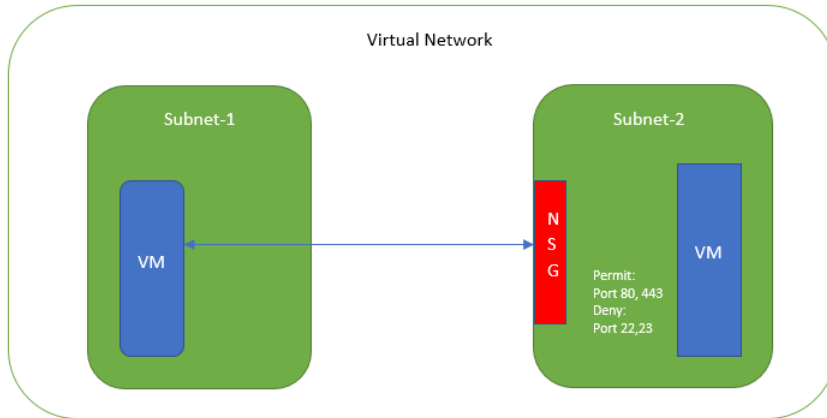 Virtual Network
Subnet-1
Subnet-2
VM
N
S
G
VM
Permit:
Port 80, 443
Deny:
Port 22,23